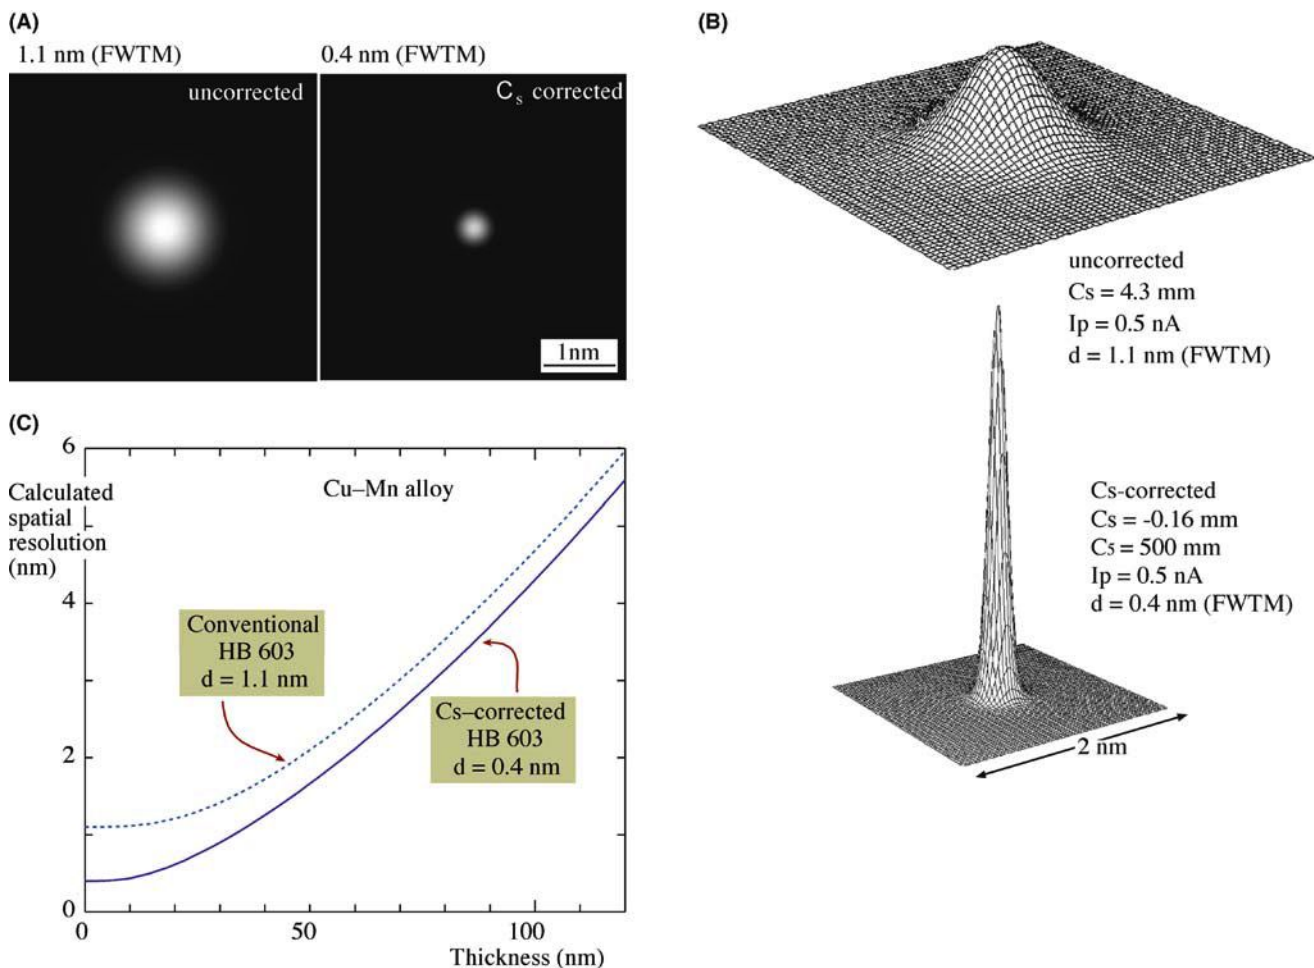 (A)
1.1 nm (FWTM)
0.4 nm (FWTM)
uncorrected
Cs corrected
1nm
(B)
uncorrected
Cs = 4.3 mm
Ip = 0.5 nA
d = 1.1 nm (FWTM)
Cs-corrected
Cs = -0.16 mm
C5 = 500 mm
Ip = 0.5 nA
d = 0.4 nm (FWTM)
2 nm
(C)
6
Calculated
spatial
resolution
(nm)
Cu–Mn alloy
4
Conventional
HB 603
d = 1.1 nm
Cs–corrected
HB 603
d = 0.4 nm
2
0
0
50
100
Thickness (nm)